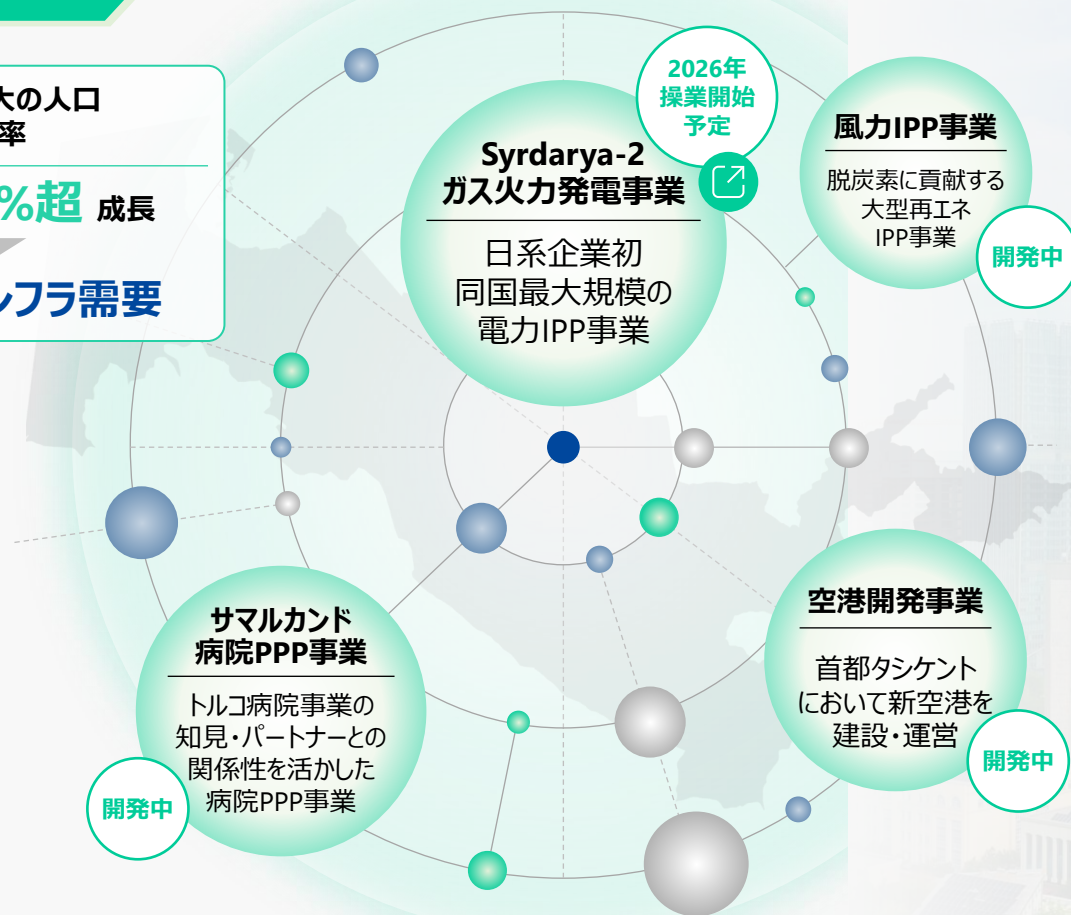 大の人口
率
%超 成長
ンフラ需要
Syrdarya-2
ガス火力発電事業
日系企業初
同国最大規模の
電力IPP事業
2026年
操業開始
予定
風力IPP事業
脱炭素に貢献する
大型再エネ
IPP事業
開発中
サマルカンド
病院PPP事業
トルコ病院事業の
知見・パートナーとの
関係性を活かした
病院PPP事業
開発中
空港開発事業
首都タシケント
において新空港を
建設・運営
開発中